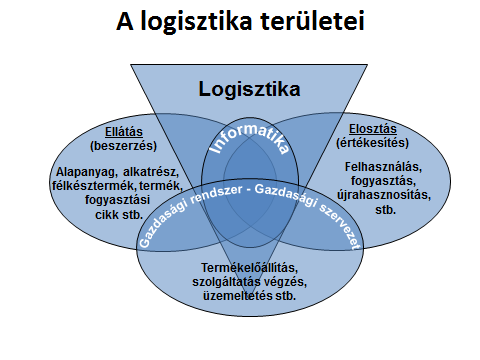 A logisztika területei
Logisztika
Informatika
Ellátás
(beszerzés)
Alapanyag, alkatrész,
félkésztermék, termék,
fogyasztási
cikk stb.
Elosztás
(értékesítés)
Felhasználás,
fogyasztás,
újrahasznosítás,
stb.
Gazdasági rendszer - Gazdasági szervezet
Termékelőállítás,
szolgáltatás végzés,
üzemeltetés stb.